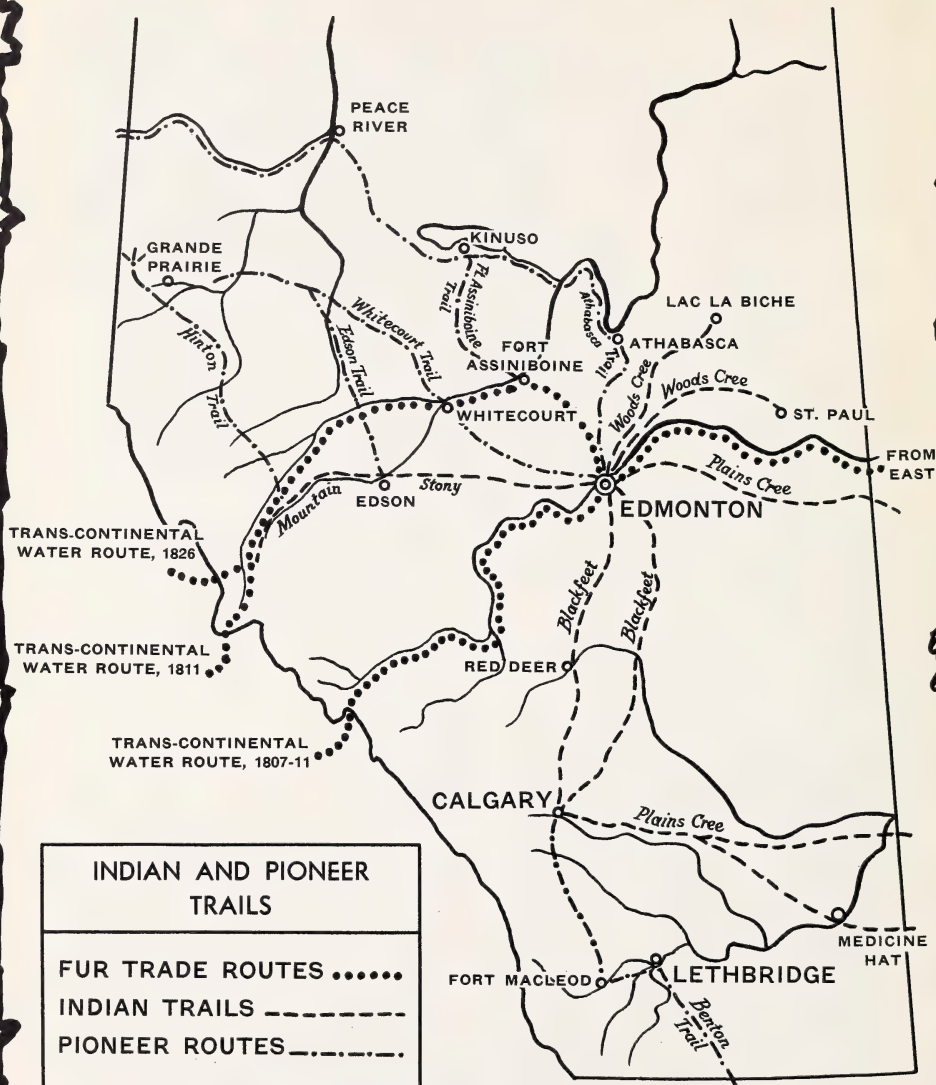 PEACE
RIVER
KINUSO
GRANDE
PRAIRIE
Ft. Assiniboine
Trail
Athabasca
Trail
LAC LA BICHE
Hinton
Trail
Whitecourt Trail
Edson Trail
FORT
ASSINIBOINE
ATHABASCA
Woods Cree
Woods Cree
WHITECOURT
ST. PAUL
FROM
EAST
Plains Cree
Mountain
Stony
EDSON
EDMONTON
TRANS-CONTINENTAL
WATER ROUTE, 1826
Blackfeet
Blackfeet
TRANS-CONTINENTAL
WATER ROUTE, 1811
RED DEER
TRANS-CONTINENTAL
WATER ROUTE, 1807-11
CALGARY
Plains Cree
MEDICINE
HAT
FORT MACLEOD
LETHBRIDGE
Benton
Trail
INDIAN AND PIONEER
TRAILS
FUR TRADE ROUTES
INDIAN TRAILS
PIONEER ROUTES